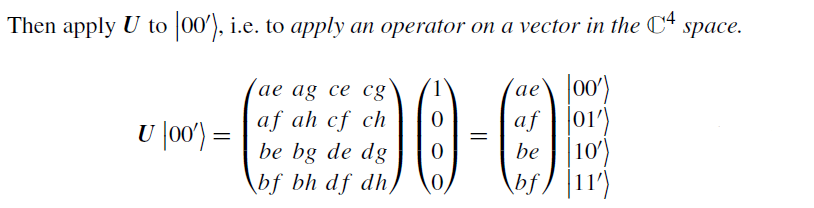 Then apply U to |00′⟩, i.e. to apply an operator on a vector in the ℂ⁴ space.
U |00′⟩ = (ae ag ce cg) (1) = (ae) |00′⟩
(af ah cf ch) (0) (af) |01′⟩
(be bg de dg) (0) (be) |10′⟩
(bf bh df dh) (0) (bf) |11′⟩